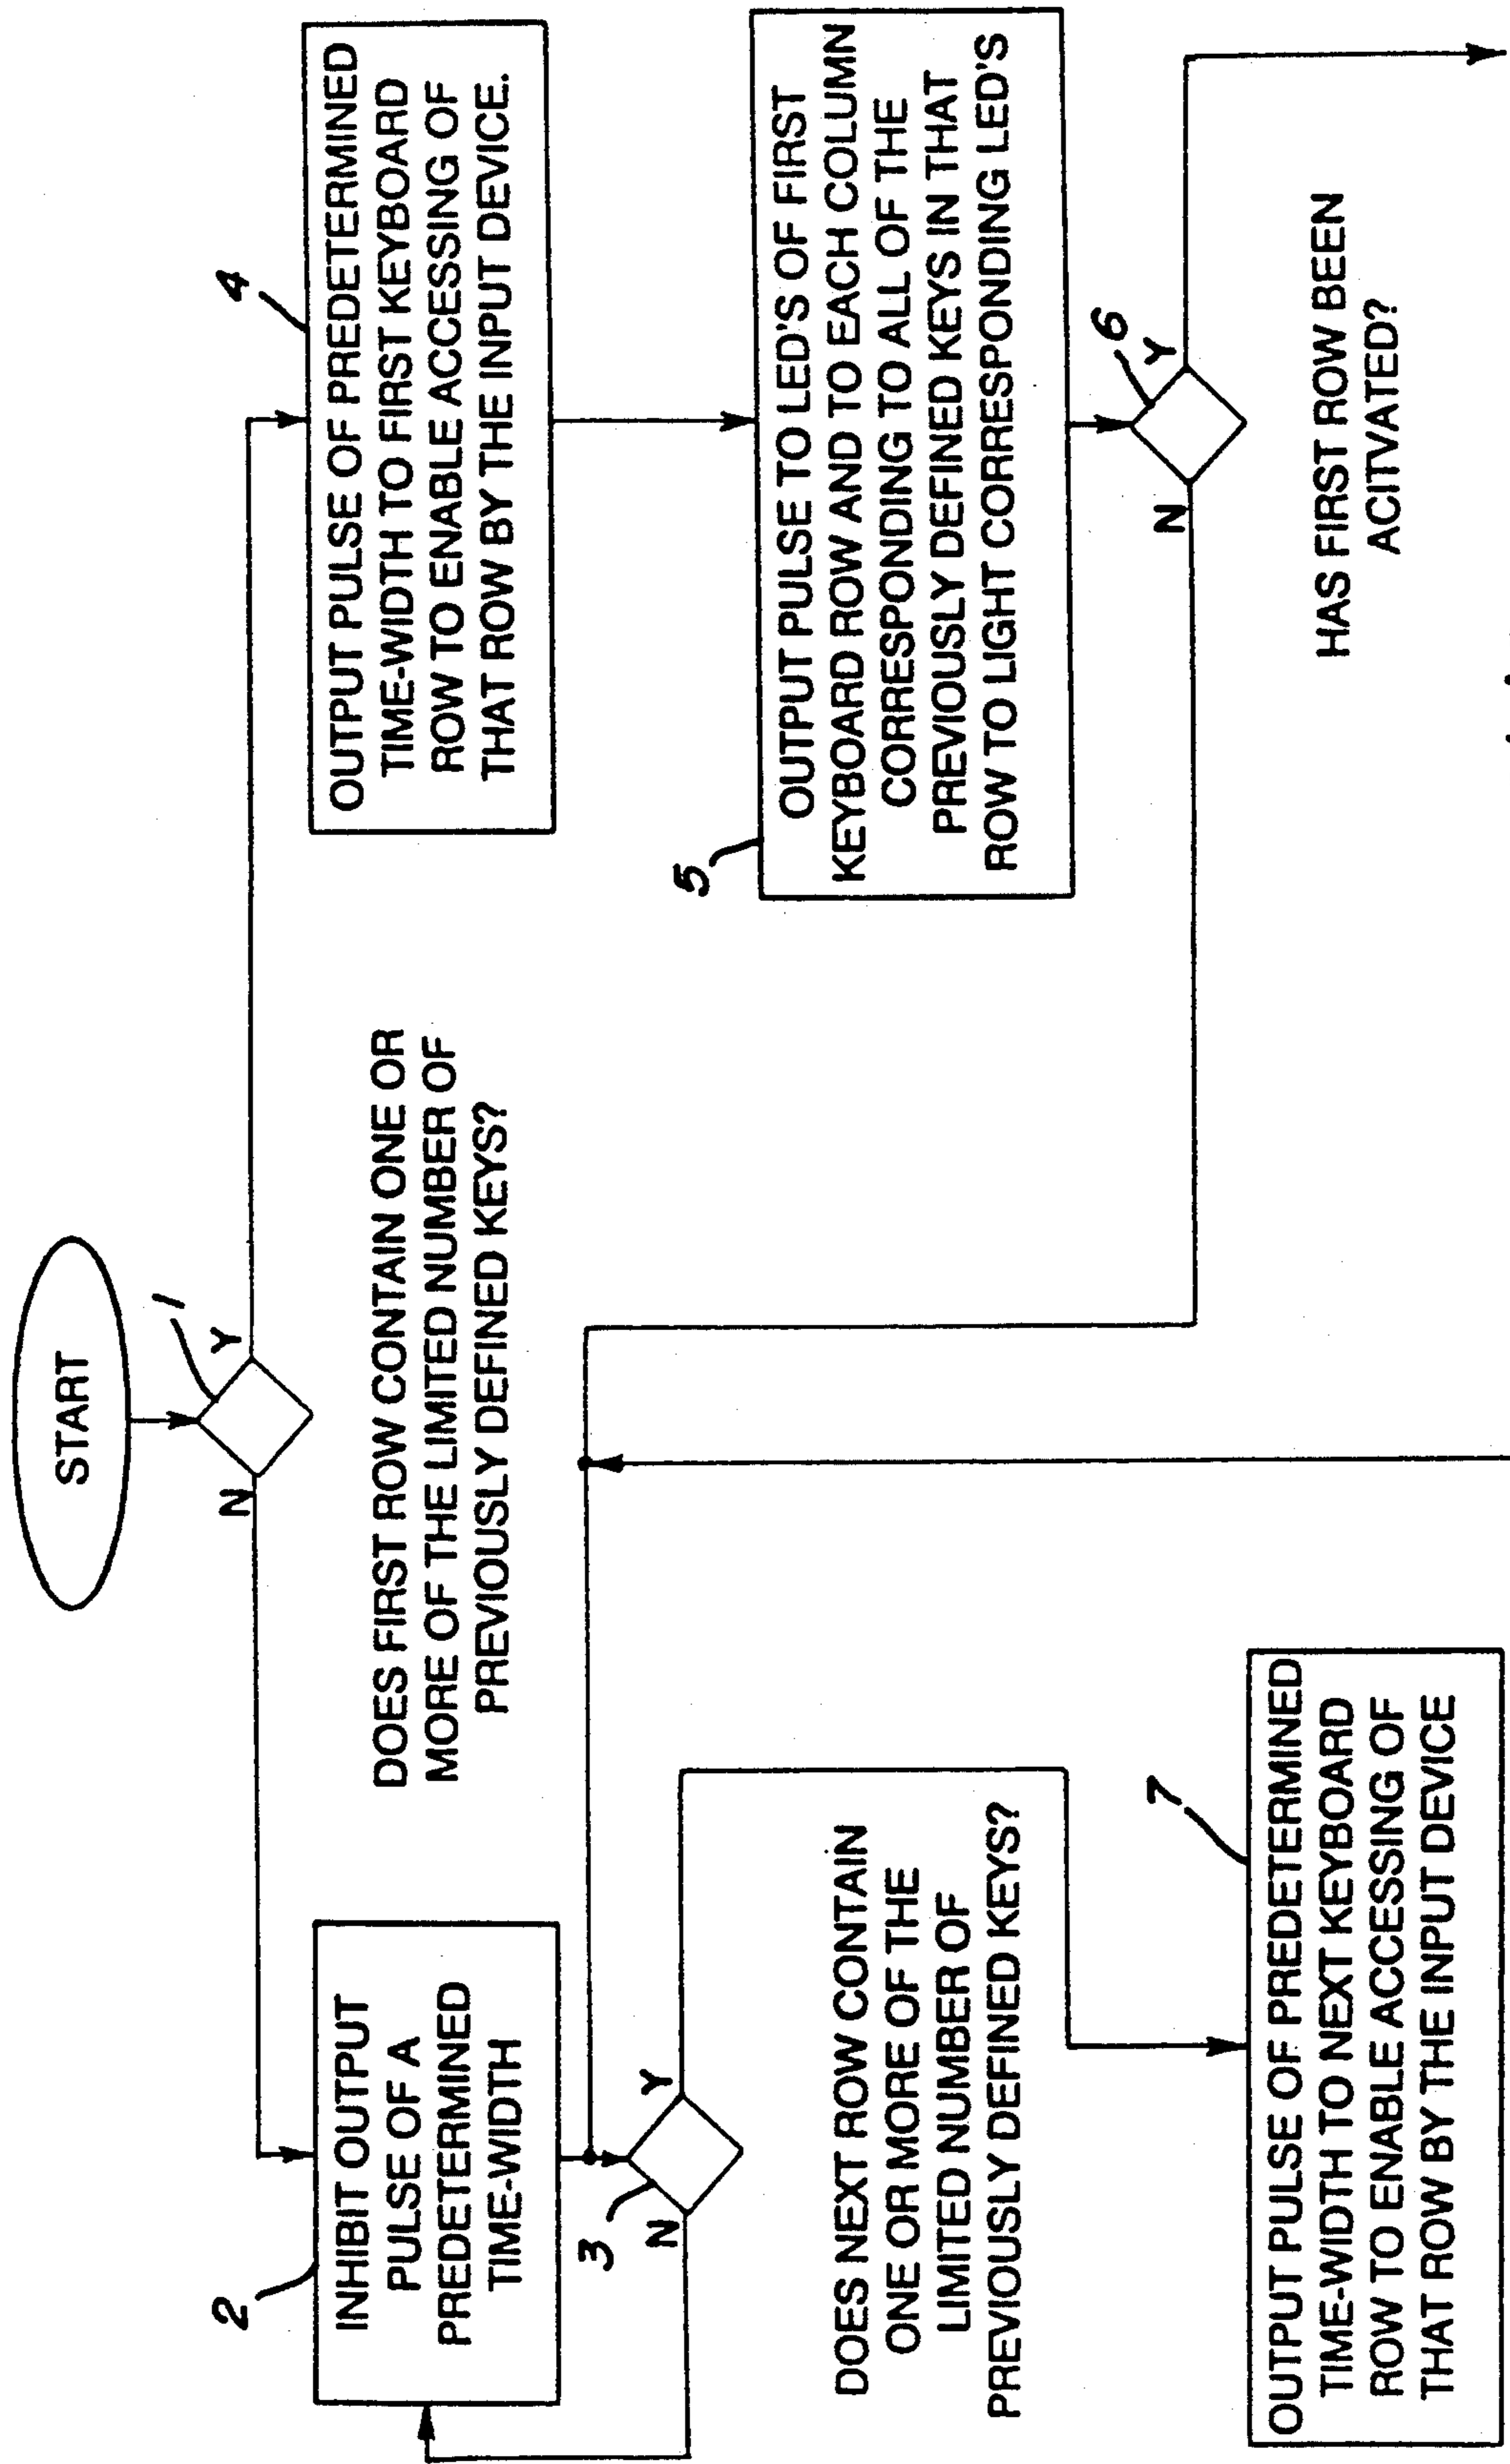 START
1
N
Y
DOES FIRST ROW CONTAIN ONE OR
MORE OF THE LIMITED NUMBER OF
PREVIOUSLY DEFINED KEYS?
2
INHIBIT OUTPUT
PULSE OF A
PREDETERMINED
TIME-WIDTH
4
OUTPUT PULSE OF PREDETERMINED
TIME-WIDTH TO FIRST KEYBOARD
ROW TO ENABLE ACCESSING OF
THAT ROW BY THE INPUT DEVICE.
3
N
Y
DOES NEXT ROW CONTAIN
ONE OR MORE OF THE
LIMITED NUMBER OF
PREVIOUSLY DEFINED KEYS?
5
OUTPUT PULSE TO LED'S OF FIRST
KEYBOARD ROW AND TO EACH COLUMN
CORRESPONDING TO ALL OF THE
PREVIOUSLY DEFINED KEYS IN THAT
ROW TO LIGHT CORRESPONDING LED'S
6
N
Y
HAS FIRST ROW BEEN
ACITVATED?
7
OUTPUT PULSE OF PREDETERMINED
TIME-WIDTH TO NEXT KEYBOARD
ROW TO ENABLE ACCESSING OF
THAT ROW BY THE INPUT DEVICE